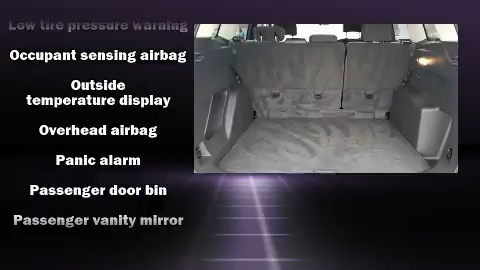 Low tire pressure warning
Occupant sensing airbag
Outside
temperature display
Overhead airbag
Panic alarm
Passenger door bin
Passenger vanity mirror